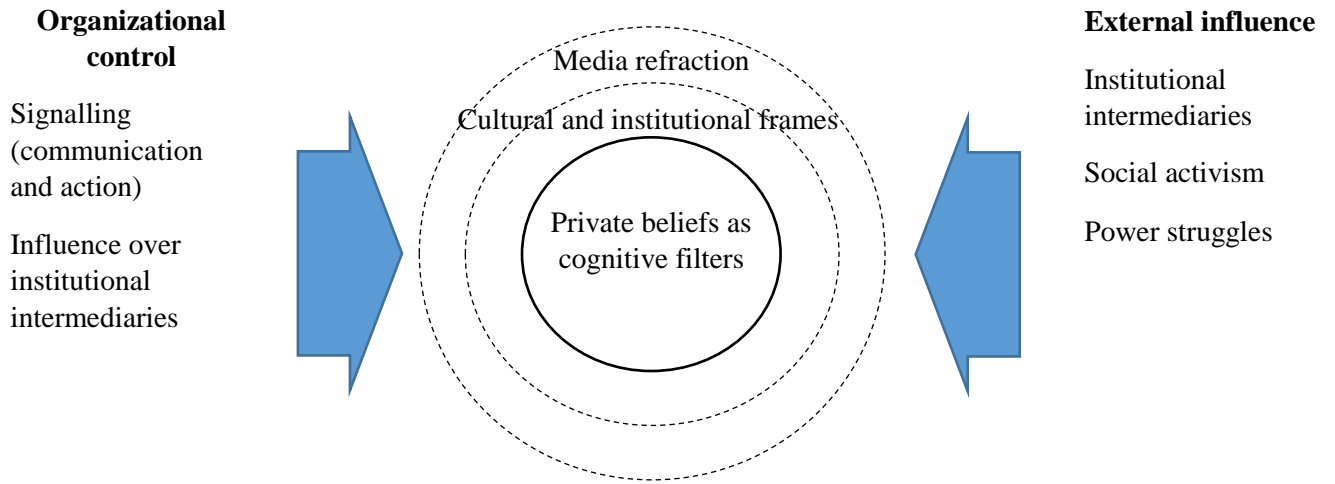 Organizational
control
Signalling
(communication
and action)
Influence over
institutional
intermediaries
Media refraction
Cultural and institutional frames
Private beliefs as
cognitive filters
External influence
Institutional
intermediaries
Social activism
Power struggles